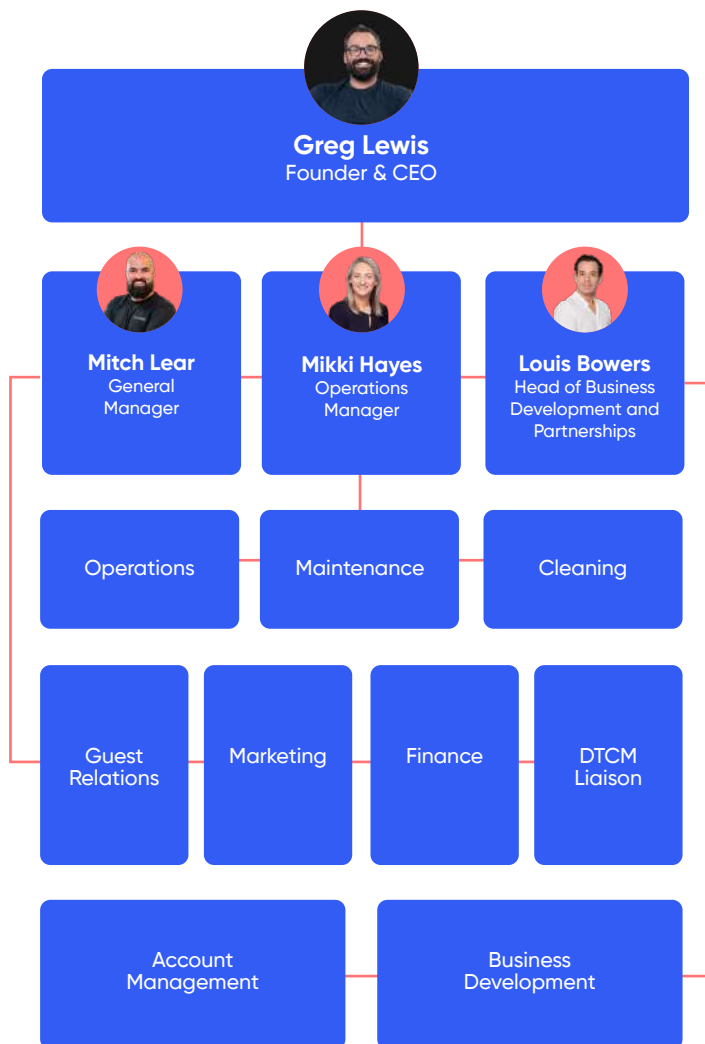 Greg Lewis
Founder & CEO
Mitch Lear
General
Manager
Mikki Hayes
Operations
Manager
Louis Bowers
Head of Business
Development and
Partnerships
Operations
Maintenance
Cleaning
Guest
Relations
Marketing
Finance
DTCM
Liaison
Account
Management
Business
Development